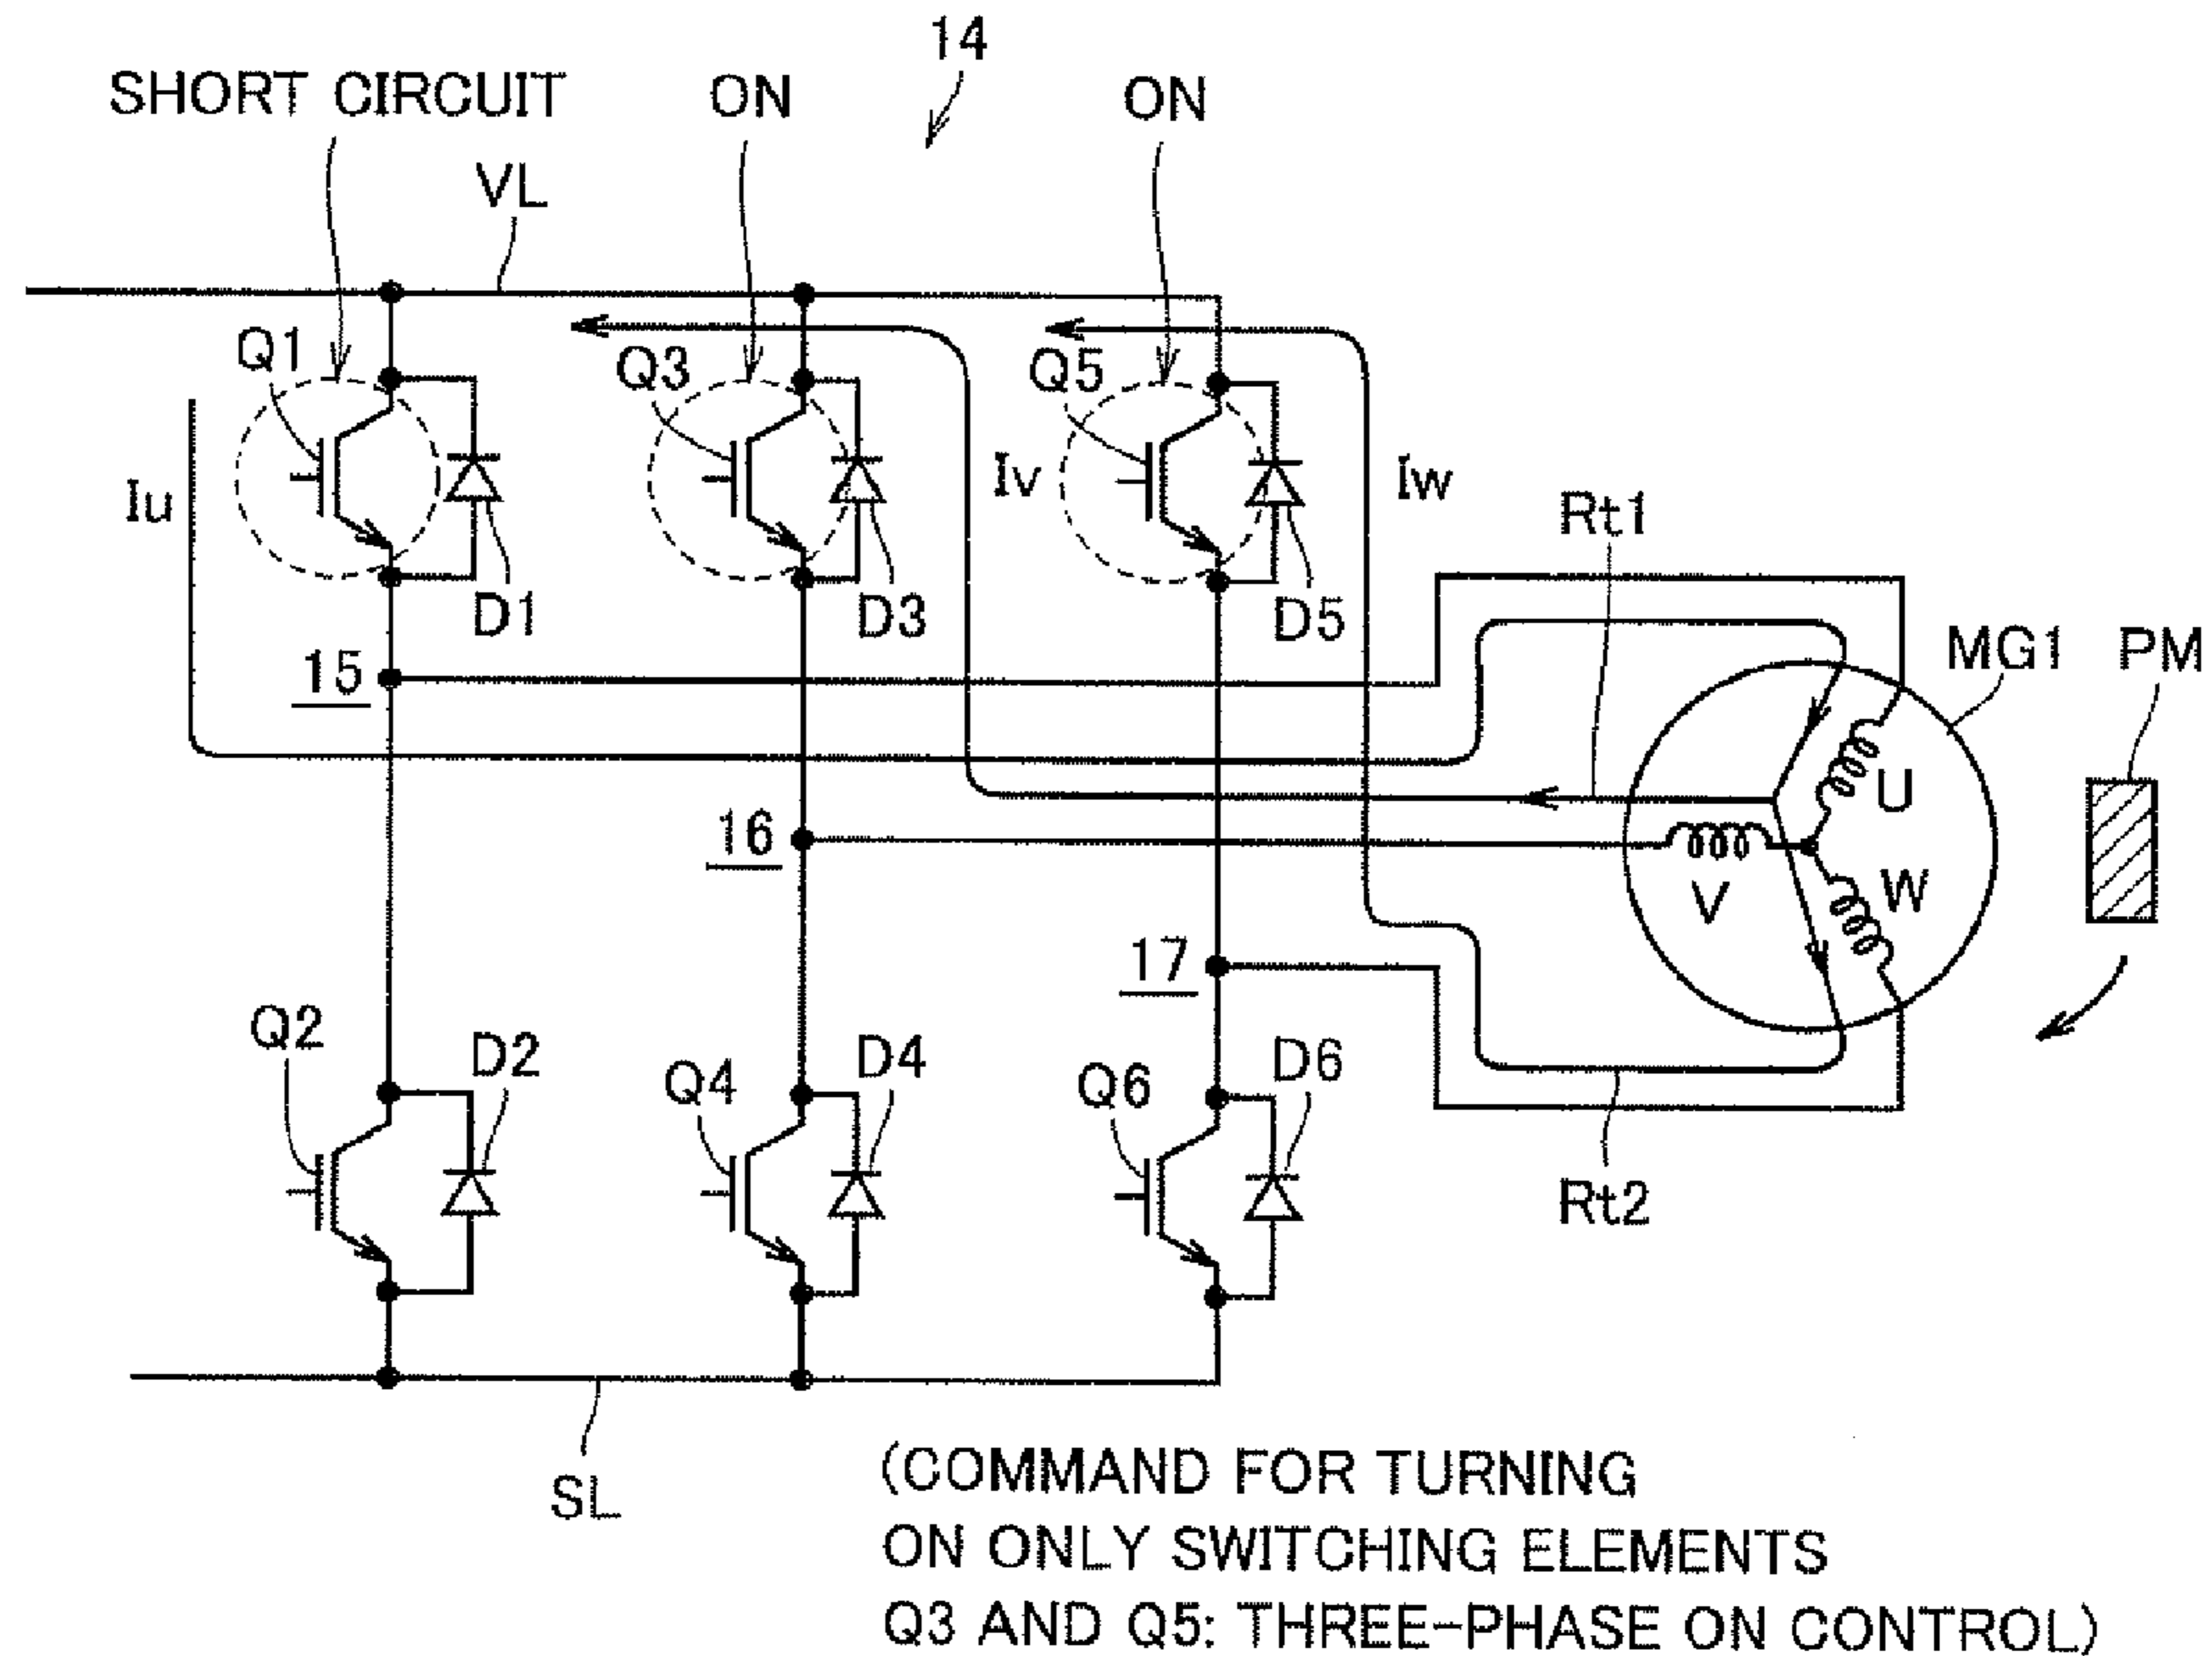 14
SHORT CIRCUIT ON ON
VL
Q1 Q3 Q5
Iu Iv Iw Rt1
D1 D3 D5
15 MG1 PM
U
16
V W
17
Q2 D2 Q4 D4 Q6 D6
Rt2
SL
(COMMAND FOR TURNING
ON ONLY SWITCHING ELEMENTS
Q3 AND Q5: THREE-PHASE ON CONTROL)